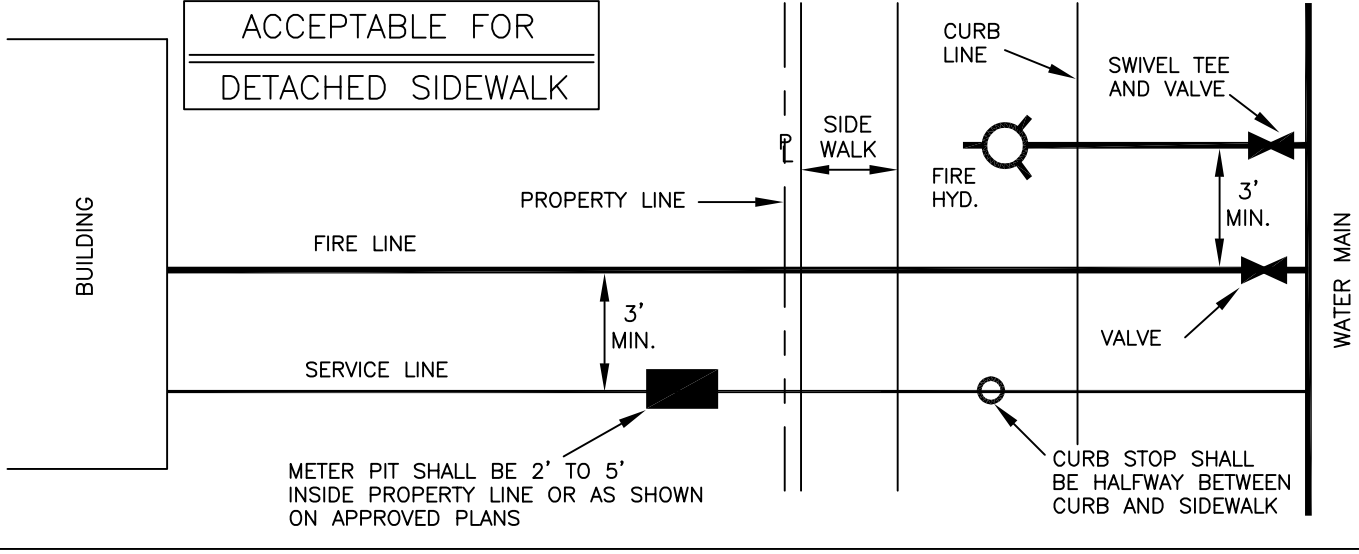 ACCEPTABLE FOR
DETACHED SIDEWALK
CURB
LINE
SWIVEL TEE
AND VALVE
PL
SIDE
WALK
FIRE
HYD.
3'
MIN.
PROPERTY LINE
BUILDING
FIRE LINE
WATER MAIN
3'
MIN.
VALVE
SERVICE LINE
METER PIT SHALL BE 2' TO 5'
INSIDE PROPERTY LINE OR AS SHOWN
ON APPROVED PLANS
CURB STOP SHALL
BE HALFWAY BETWEEN
CURB AND SIDEWALK